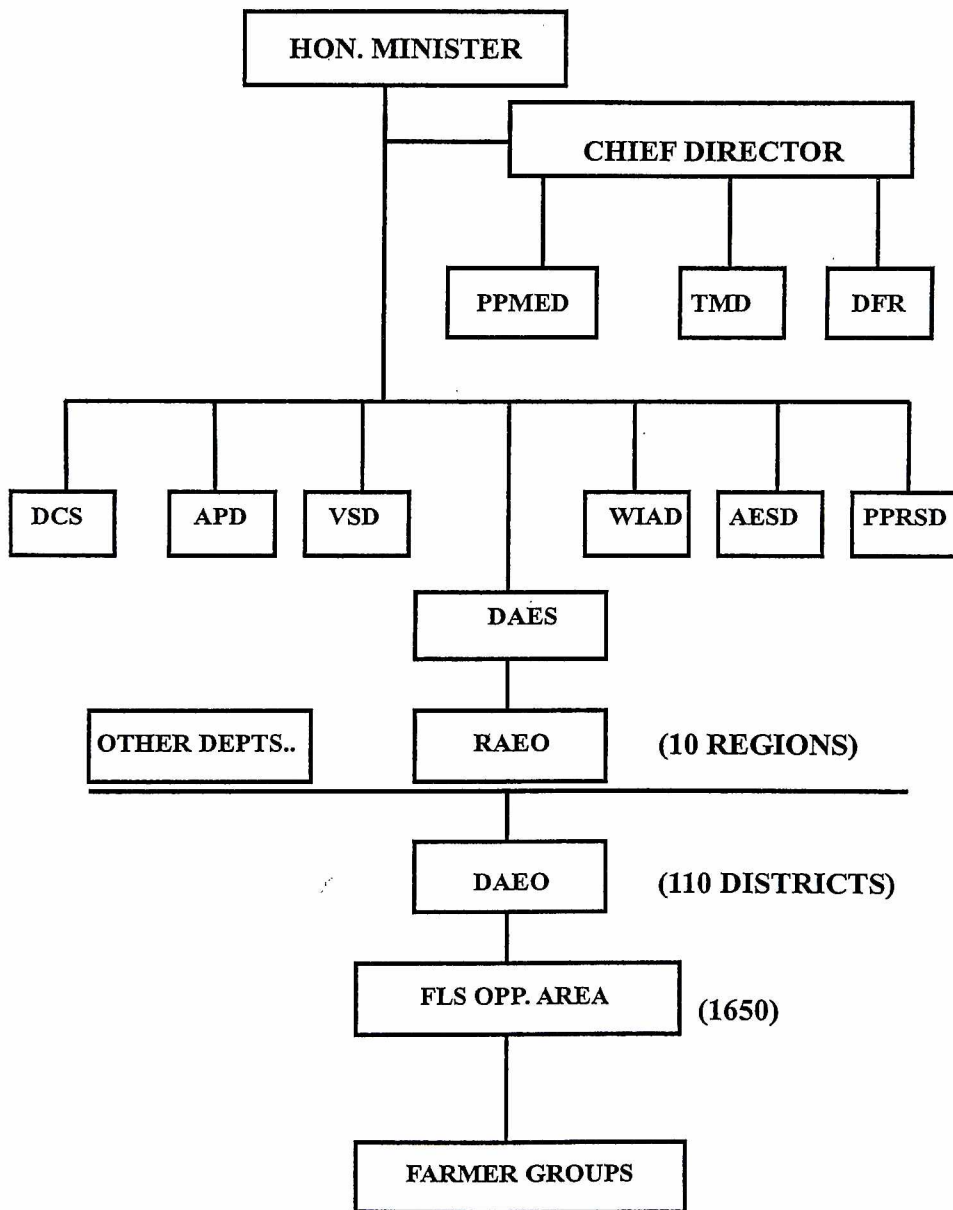 HON. MINISTER
CHIEF DIRECTOR
PPMED
TMD
DFR
DCS
APD
VSD
WIAD
AESD
PPRSD
DAES
OTHER DEPTS..
RAEO
(10 REGIONS)
DAEO
(110 DISTRICTS)
FLS OPP. AREA
(1650)
FARMER GROUPS